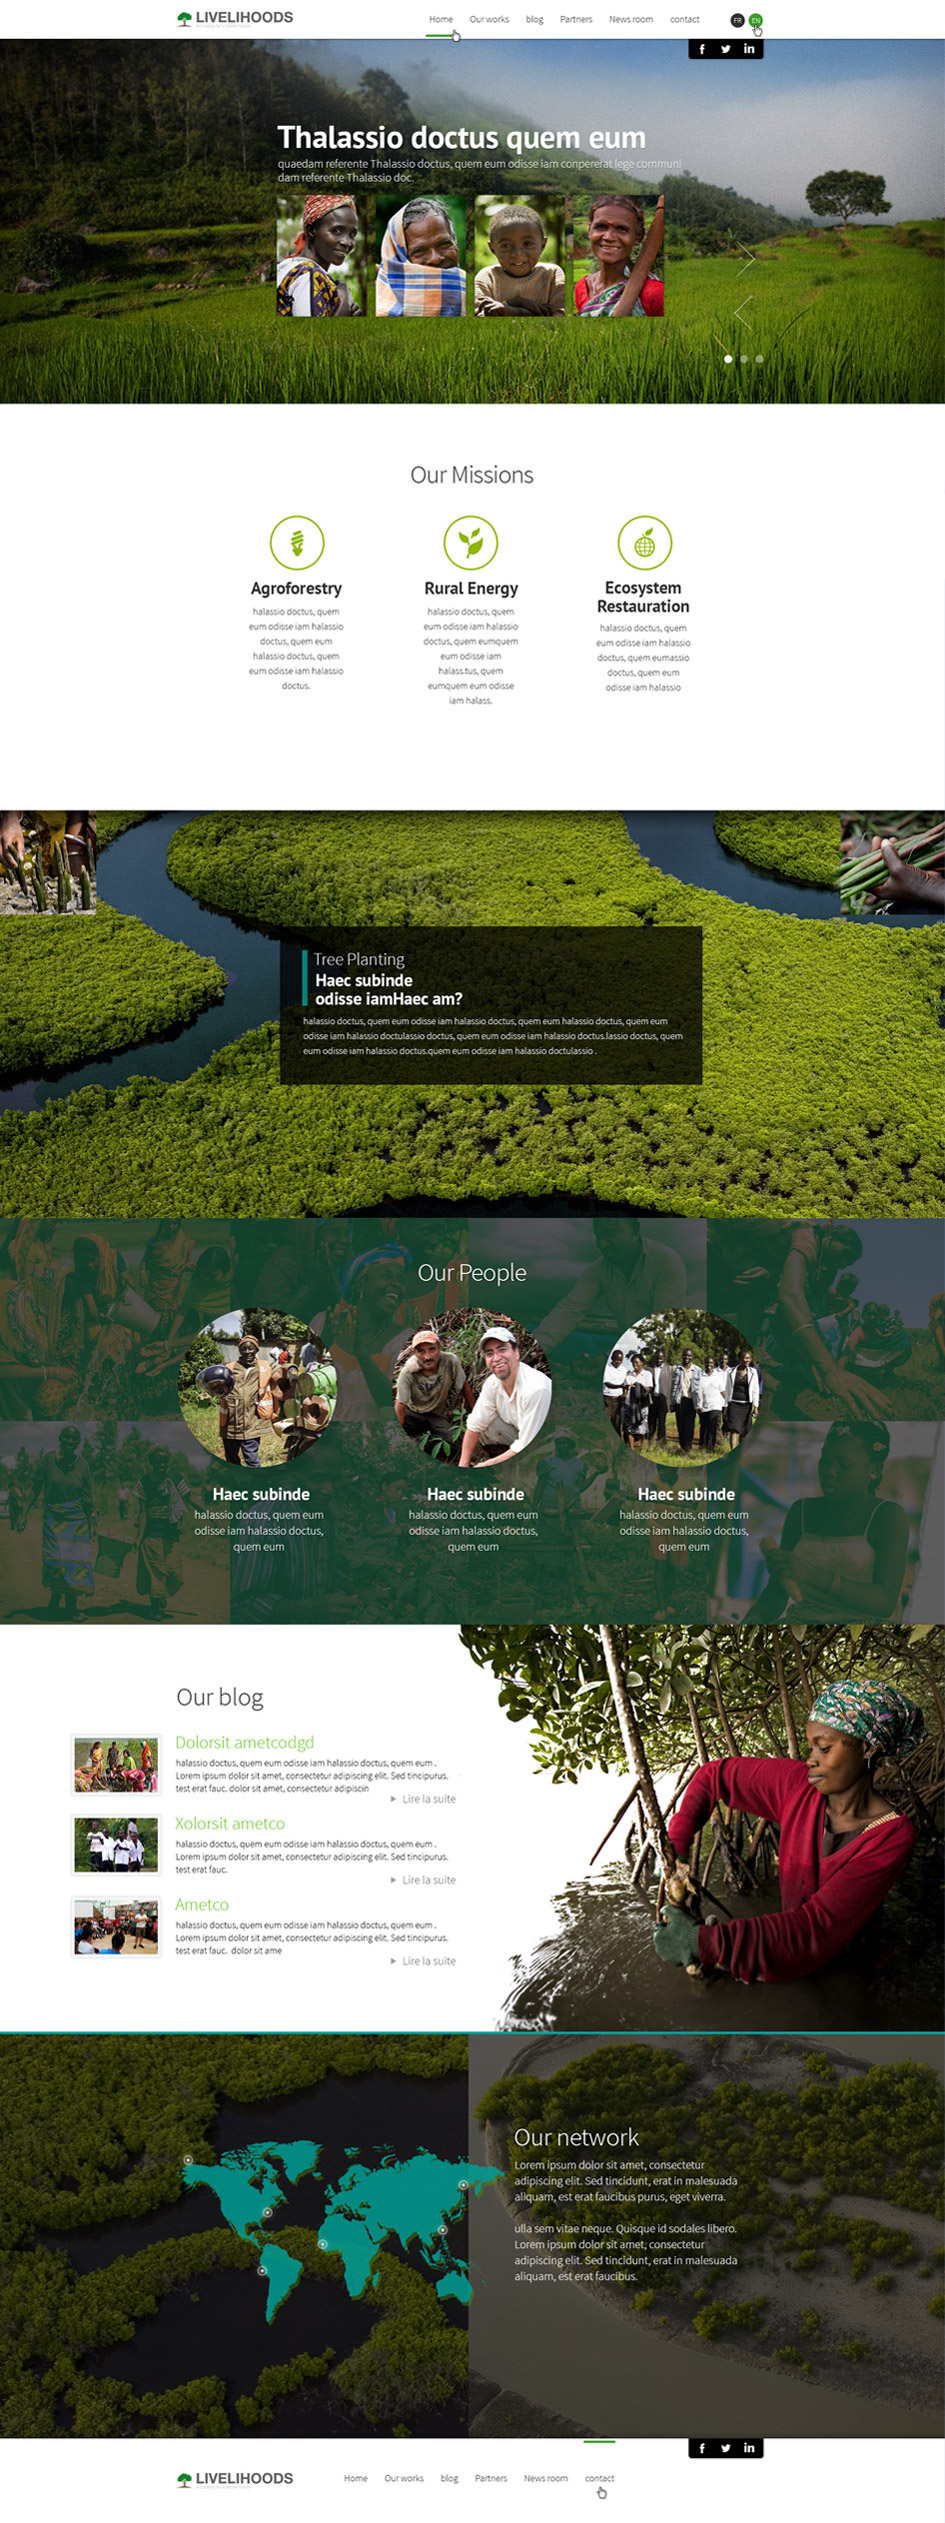 LIVELIHOODS
Home Our works blog Partners News room contact FR EN
f in
Thalassio doctus quem eum
quaedam referente Thalassio doctus, quem eum odisse iam conpererat lege communi
dam referente Thalassio doc.
Our Missions
Agroforestry
halassio doctus, quem
eum odisse iam halassio
doctus, quem eum
halassio doctus, quem
eum odisse iam halassio
doctus.
Rural Energy
halassio doctus, quem
eum odisse iam halassio
doctus, quem eumquem
eum odisse iam
halass.tus, quem
eumquem eum odisse
iam halass.
Ecosystem
Restauration
halassio doctus, quem
eum odisse iam halassio
doctus, quem eumassio
doctus, quem eum
odisse iam halassio
Tree Planting
Haec subinde
odisse iamHaec am?
halassio doctus, quem eum odisse iam halassio doctus, quem eum halassio doctus, quem eum
odisse iam halassio doctulassio doctus, quem eum odisse iam halassio doctus.lassio doctus, quem
eum odisse iam halassio doctus.quem eum odisse iam halassio doctulassio .
Our People
Haec subinde
halassio doctus, quem eum
odisse iam halassio doctus,
quem eum
Haec subinde
halassio doctus, quem eum
odisse iam halassio doctus,
quem eum
Haec subinde
halassio doctus, quem eum
odisse iam halassio doctus,
quem eum
Our blog
Dolorsit ametcodgd
halassio doctus, quem eum odisse iam halassio doctus, quem eum .
Lorem ipsum dolor sit amet, consectetur adipiscing elit. Sed tincipurus.
test erat fauc. dolor sit amet, consectetur adipiscin
Lire la suite
Xolorsit ametco
halassio doctus, quem eum odisse iam halassio doctus, quem eum .
Lorem ipsum dolor sit amet, consectetur adipiscing elit. Sed tincipurus.
test erat fauc.
Lire la suite
Ametco
halassio doctus, quem eum odisse iam halassio doctus, quem eum .
Lorem ipsum dolor sit amet, consectetur adipiscing elit. Sed tincipurus.
test erat fauc. dolor sit ame
Lire la suite
Our network
Lorem ipsum dolor sit amet, consectetur
adipiscing elit. Sed tincidunt, erat in malesuada
aliquam, est erat faucibus purus, eget viverra.
ulla sem vitae neque. Quisque id sodales libero.
Lorem ipsum dolor sit amet, consectetur
adipiscing elit. Sed tincidunt, erat in malesuada
aliquam, est erat faucibus.
f in
LIVELIHOODS
Home Our works blog Partners News room contact